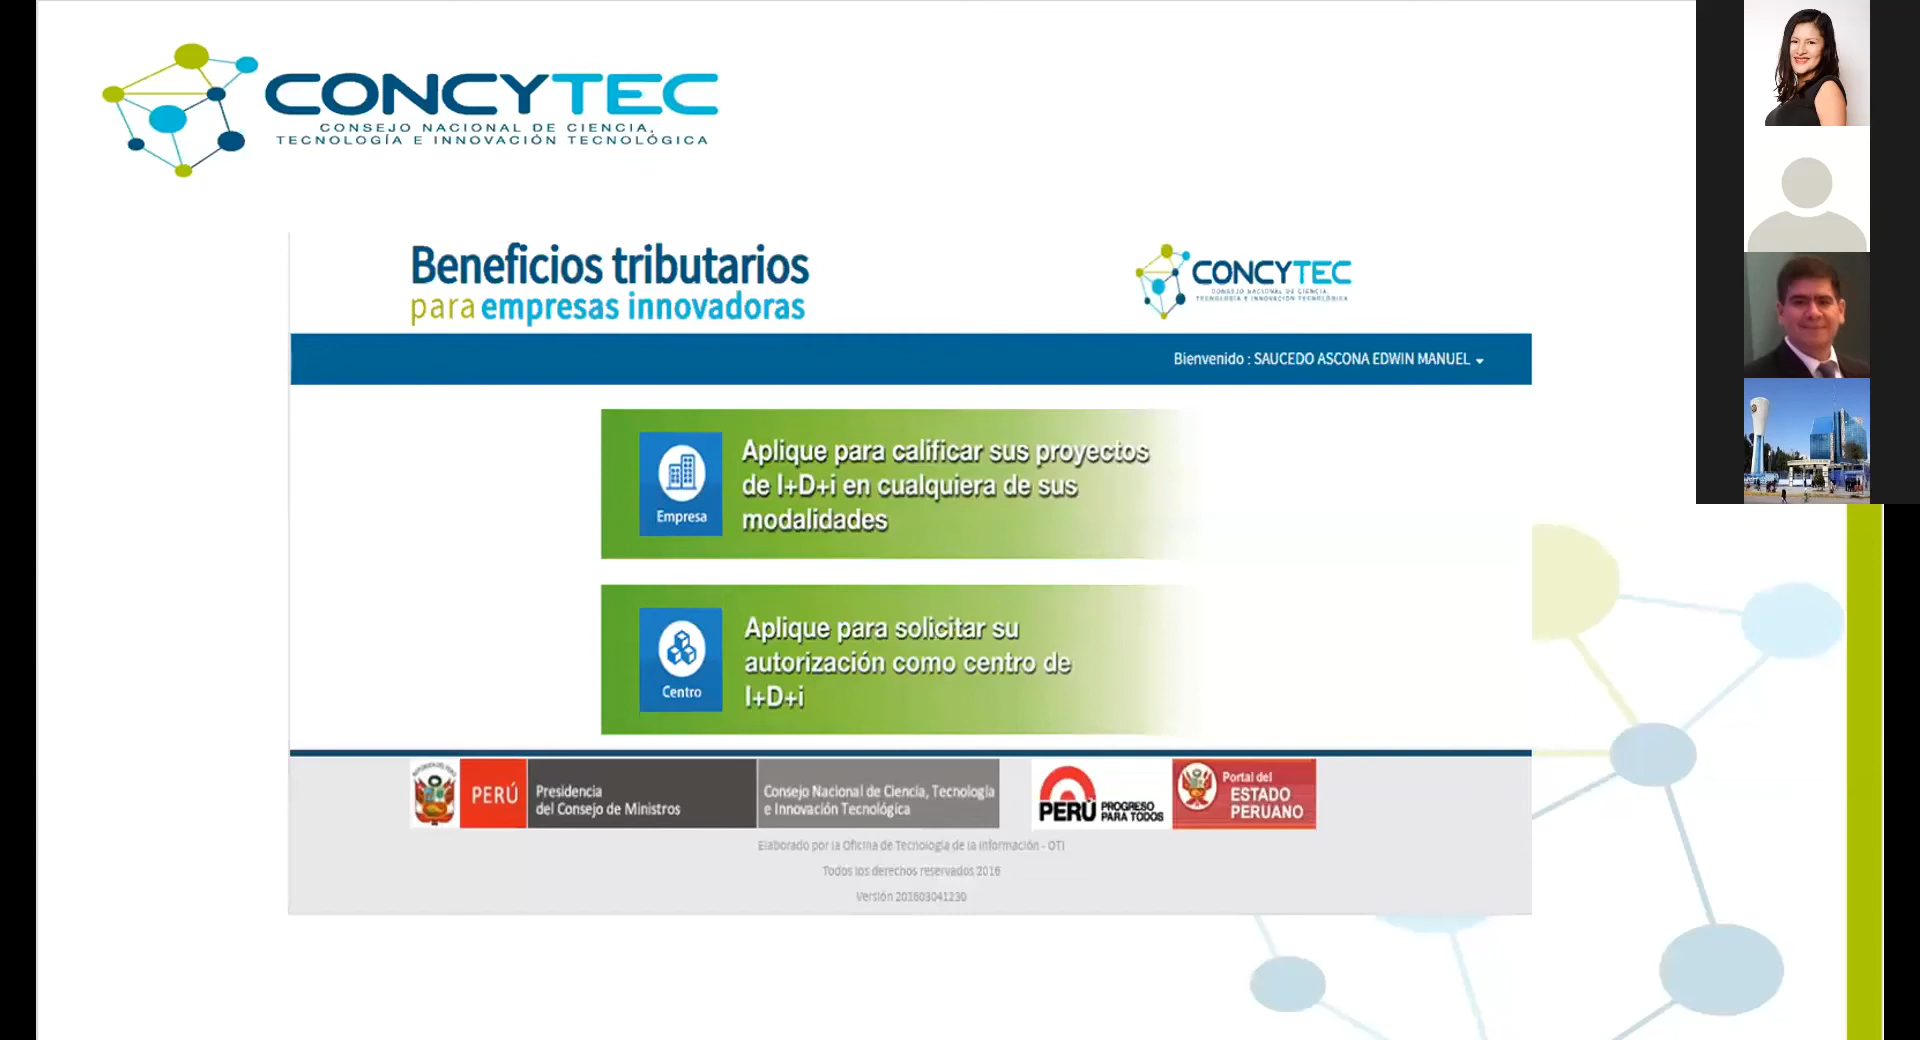 CONCYTEC
CONSEJO NACIONAL DE CIENCIA,
TECNOLOGÍA E INNOVACIÓN TECNOLÓGICA
Beneficios tributarios
para empresas innovadoras
CONCYTEC
CONSEJO NACIONAL DE CIENCIA,
TECNOLOGÍA E INNOVACIÓN TECNOLÓGICA
Bienvenido : SAUCEDO ASCONA EDWIN MANUEL
Empresa
Aplique para calificar sus proyectos
de I+D+i en cualquiera de sus
modalidades
Centro
Aplique para solicitar su
autorización como centro de
I+D+i
PERÚ
Presidencia
del Consejo de Ministros
Consejo Nacional de Ciencia, Tecnología
e Innovación Tecnológica
PERÚ PROGRESO
PARA TODOS
Portal del
ESTADO
PERUANO
Elaborado por la Oficina de Tecnología de la Información - OTI
Todos los derechos reservados 2016
Versión 201603041230